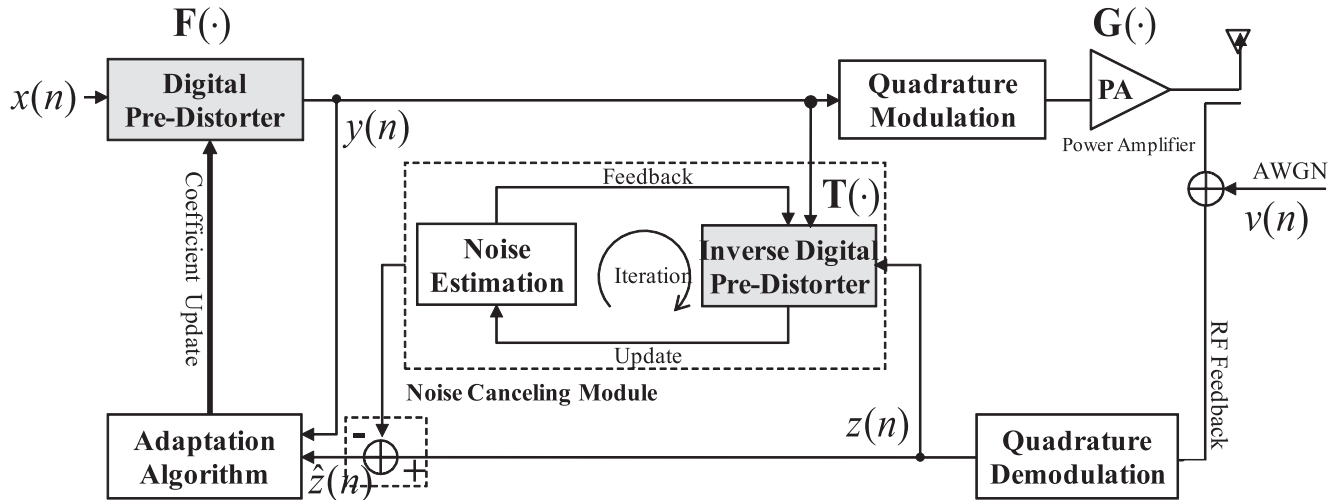 F(·)
G(·)
x(n)
Digital
Pre-Distorter
y(n)
Quadrature
Modulation
PA
Power Amplifier
AWGN
v(n)
Feedback
T(·)
Noise
Estimation
Iteration
Inverse Digital
Pre-Distorter
Update
Noise Canceling Module
Coefficient Update
RF Feedback
Adaptation
Algorithm
-
+
ẑ(n)
z(n)
Quadrature
Demodulation